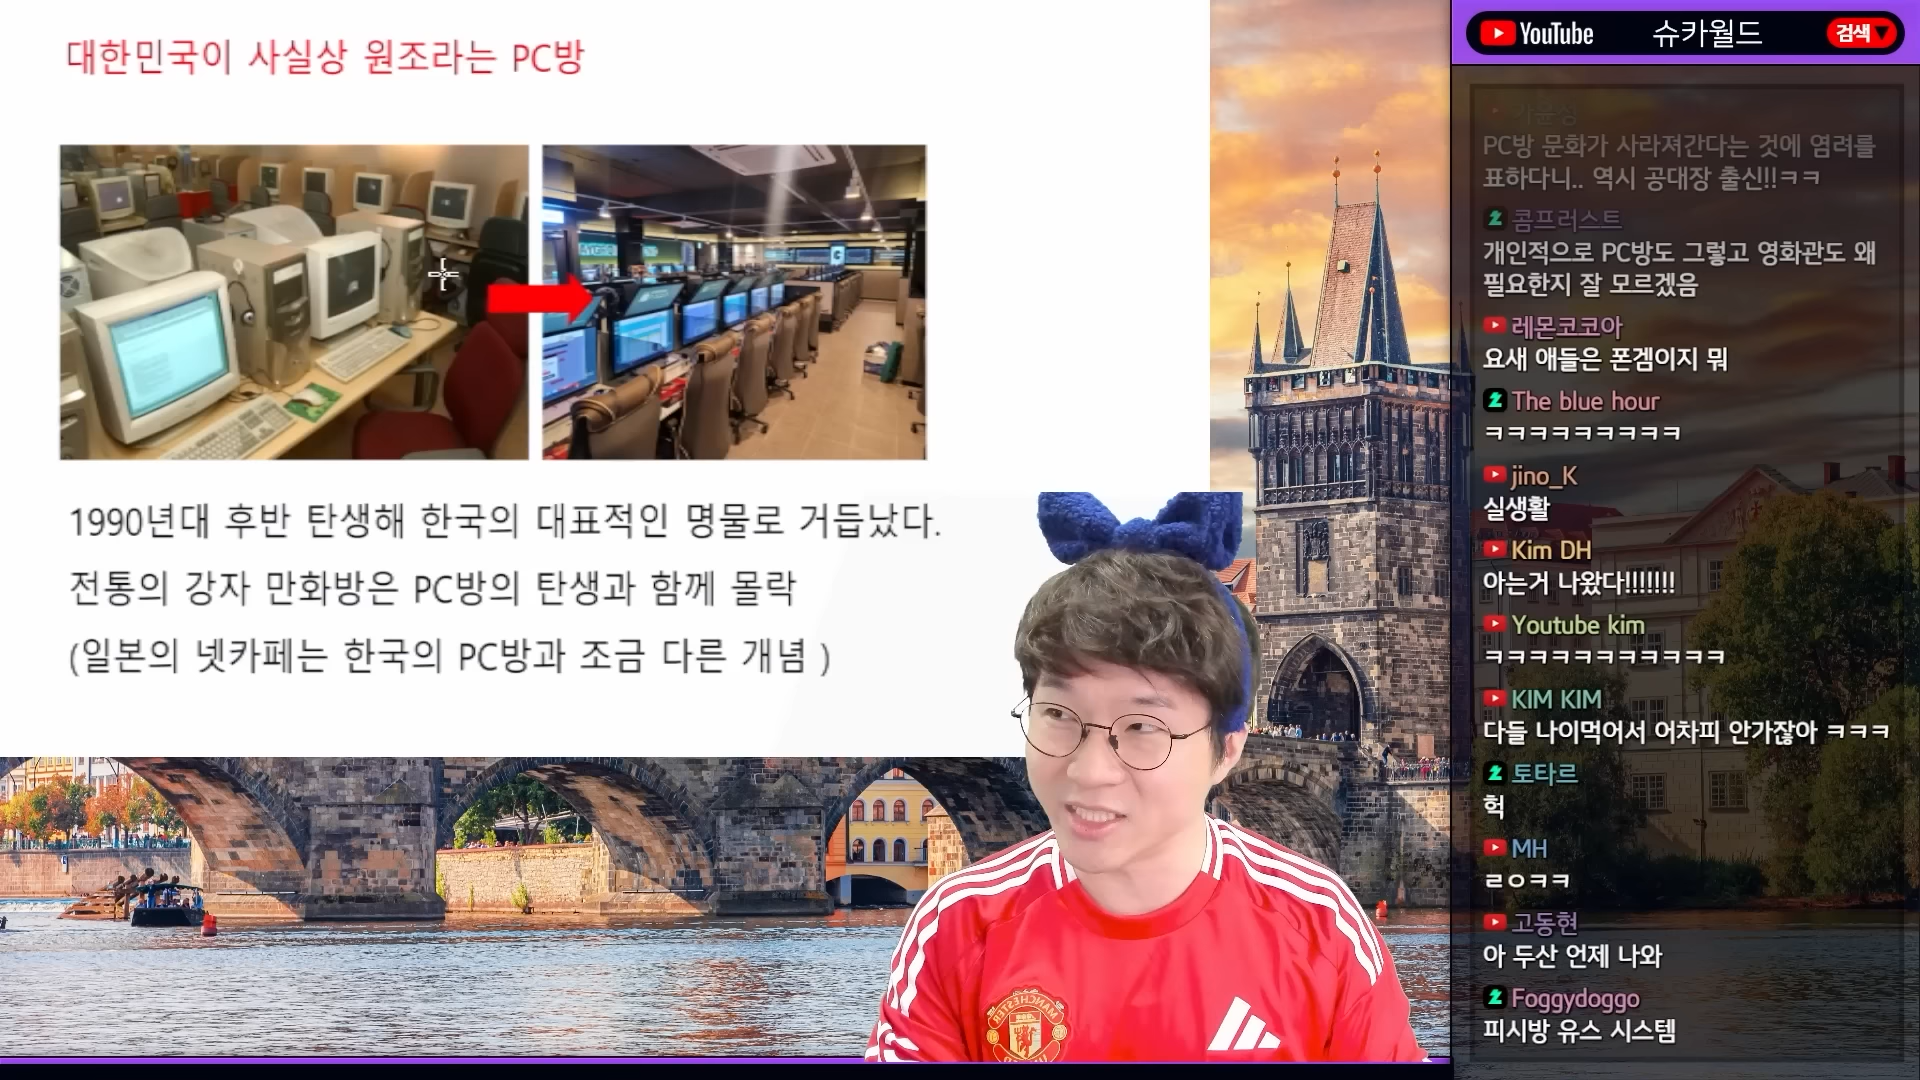 대한민국이 사실상 원조라는 PC방
1990년대 후반 탄생해 한국의 대표적인 명물로 거듭났다.
전통의 강자 만화방은 PC방의 탄생과 함께 몰락
(일본의 넷카페는 한국의 PC방과 조금 다른 개념 )
YouTube 슈카월드 검색
PC방 문화가 사라져간다는 것에 염려를
표하다니.. 역시 공대장 출신!!ㅋㅋ
콤프러스트
개인적으로 PC방도 그렇고 영화관도 왜
필요한지 잘 모르겠음
레몬코코아
요새 애들은 폰겜이지 뭐
The blue hour
ㅋㅋㅋㅋㅋㅋㅋㅋㅋ
jino_K
실생활
Kim DH
아는거 나왔다!!!!!!!
Youtube kim
ㅋㅋㅋㅋㅋㅋㅋㅋㅋㅋㅋ
KIM KIM
다들 나이먹어서 어차피 안가잖아 ㅋㅋㅋ
토타르
헉
MH
ㄹㅇㅋㅋ
고동현
아 두산 언제 나와
Foggydoggo
피시방 유스 시스템